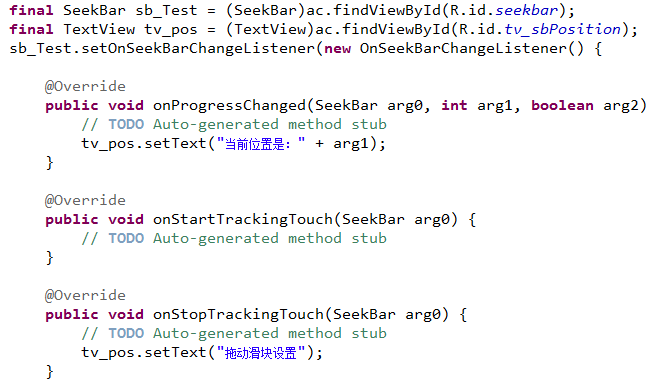 final SeekBar sb_Test = (SeekBar)ac.findViewById(R.id.seekbar);
final TextView tv_pos = (TextView)ac.findViewById(R.id.tv_sbPosition);
sb_Test.setOnSeekBarChangeListener(new OnSeekBarChangeListener() {
@Override
public void onProgressChanged(SeekBar arg0, int arg1, boolean arg2)
// TODO Auto-generated method stub
tv_pos.setText("当前位置是：" + arg1);
}
@Override
public void onStartTrackingTouch(SeekBar arg0) {
// TODO Auto-generated method stub
}
@Override
public void onStopTrackingTouch(SeekBar arg0) {
// TODO Auto-generated method stub
tv_pos.setText("拖动滑块设置");
}